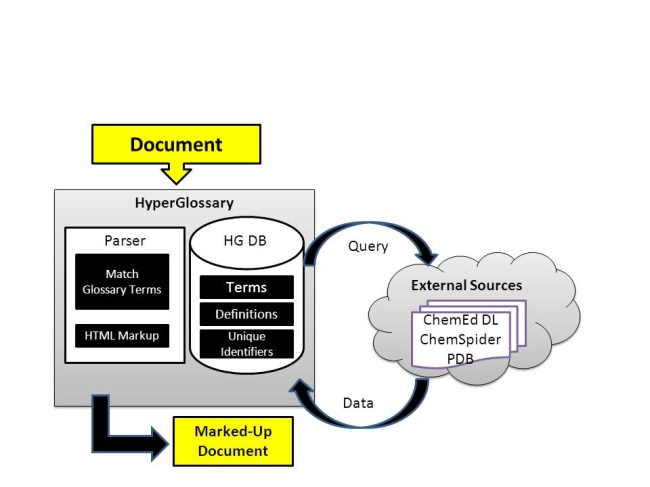 Document
HyperGlossary
Parser
Match
Glossary Terms
HTML Markup
HG DB
Terms
Definitions
Unique
Identifiers
Query
External Sources
ChemEd DL
ChemSpider
PDB
Data
Marked-Up
Document